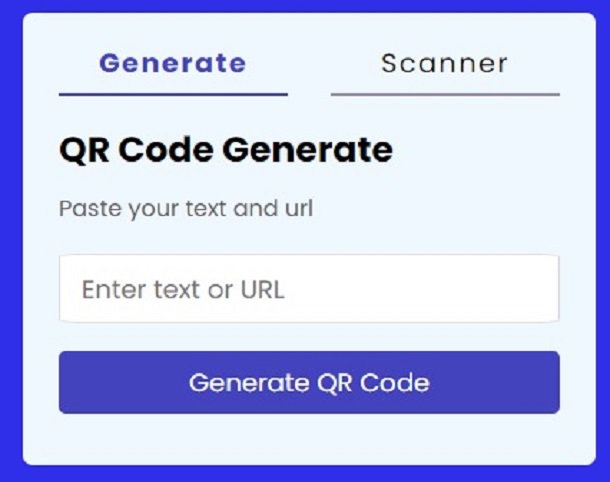 Generate Scanner
QR Code Generate
Paste your text and url
Enter text or URL
Generate QR Code